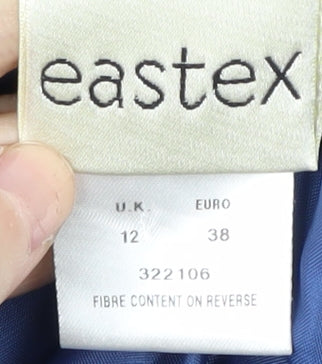 eastex
U.K. EURO
12 38
322106
FIBRE CONTENT ON REVERSE